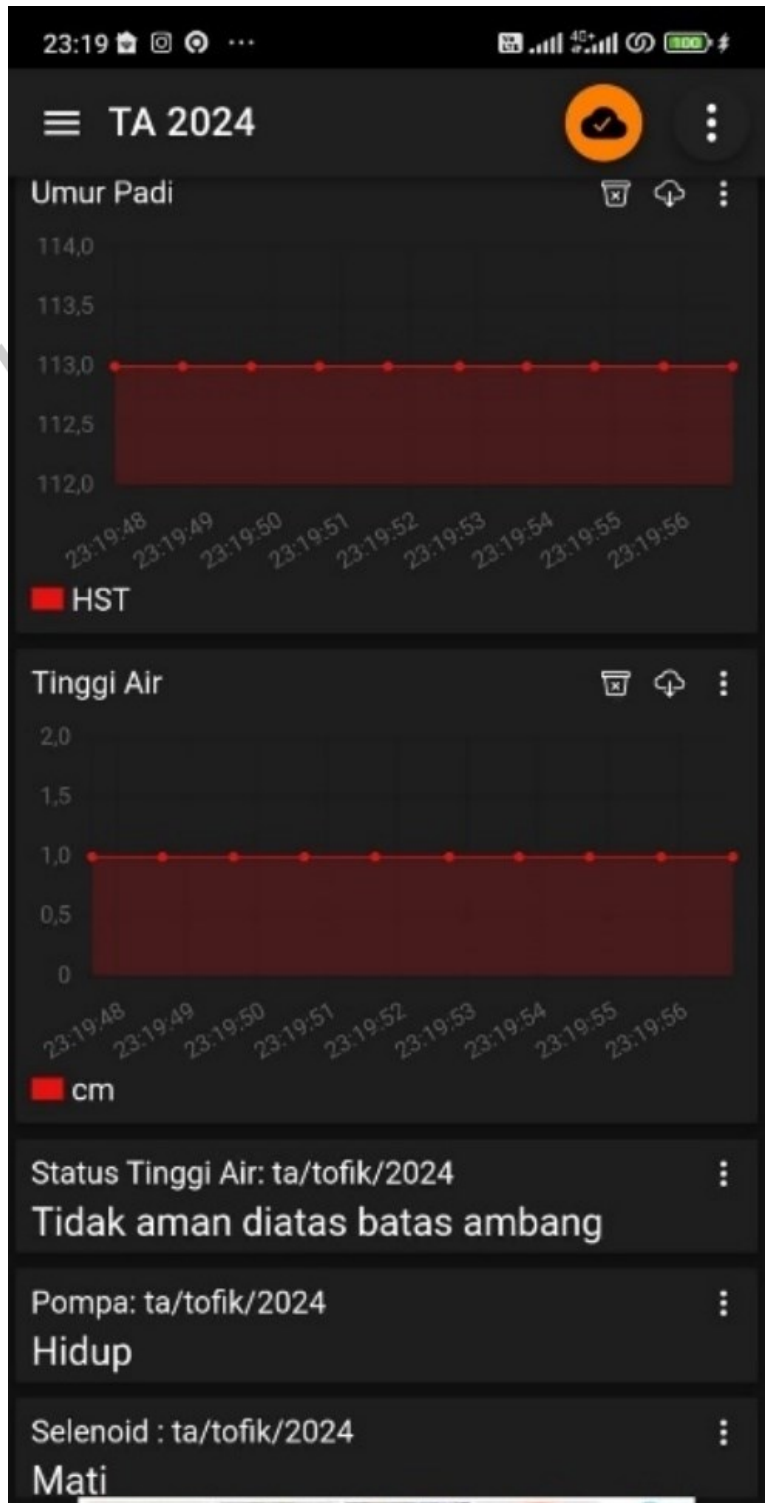 23:19
4G+
100
TA 2024
Umur Padi
114,0
113,5
113,0
112,5
112,0
23:19:48 23:19:49 23:19:50 23:19:51 23:19:52 23:19:53 23:19:54 23:19:55 23:19:56
HST
Tinggi Air
2,0
1,5
1,0
0,5
0
23:19:48 23:19:49 23:19:50 23:19:51 23:19:52 23:19:53 23:19:54 23:19:55 23:19:56
cm
Status Tinggi Air: ta/tofik/2024
Tidak aman diatas batas ambang
Pompa: ta/tofik/2024
Hidup
Selenoid : ta/tofik/2024
Mati